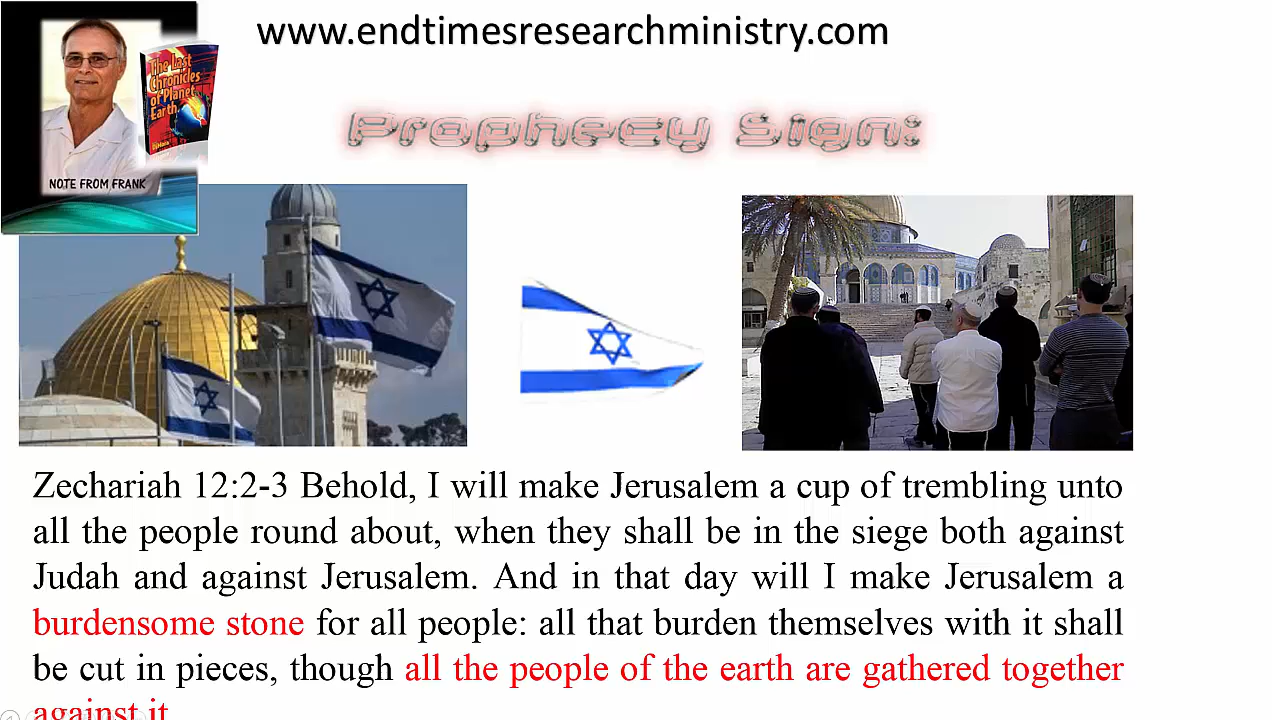 www.endtimesresearchministry.com
The Last
Chronicles
of Planet
Earth.
NOTE FROM FRANK
Prophecy Sign:
Zechariah 12:2-3 Behold, I will make Jerusalem a cup of trembling unto
all the people round about, when they shall be in the siege both against
Judah and against Jerusalem. And in that day will I make Jerusalem a
burdensome stone for all people: all that burden themselves with it shall
be cut in pieces, though all the people of the earth are gathered together
against it